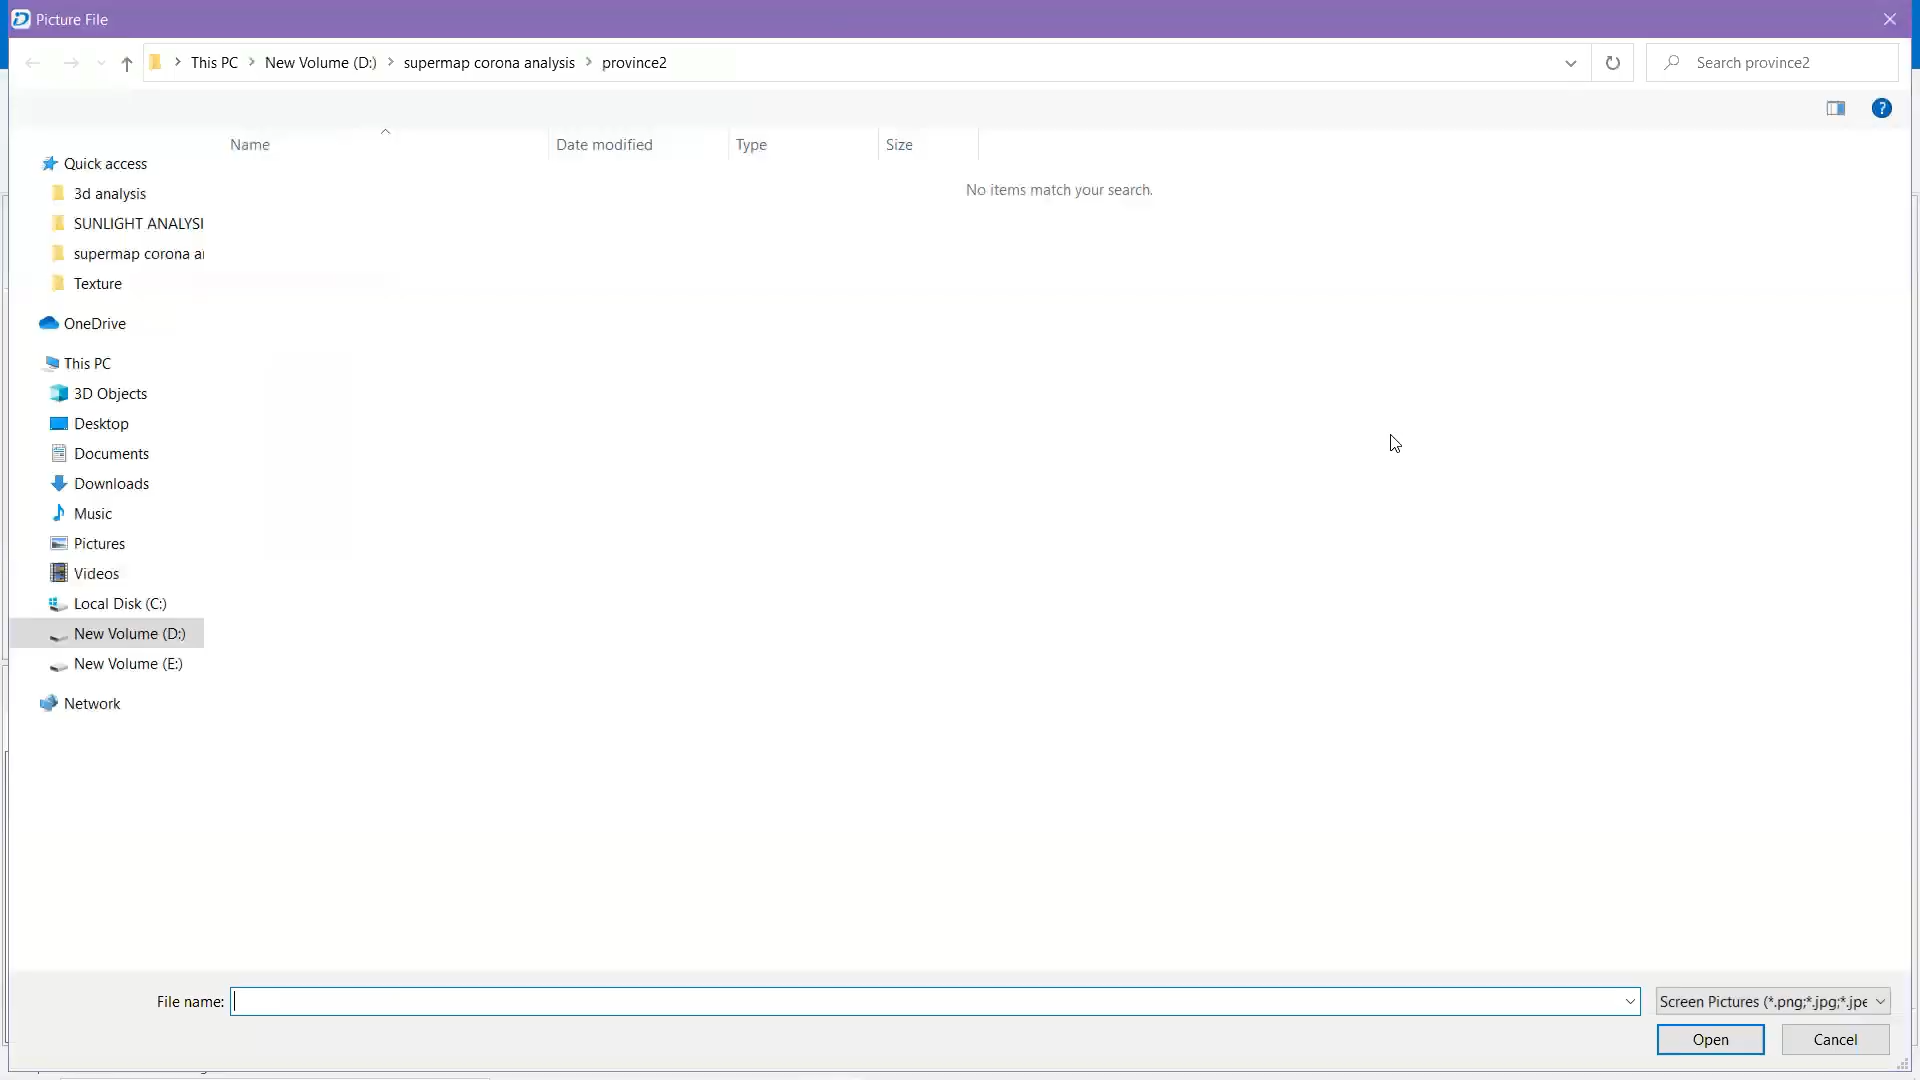 Picture File
This PC
New Volume (D:)
supermap corona analysis
province2
Search province2
?
Name
Date modified
Type
Size
No items match your search.
Quick access
3d analysis
SUNLIGHT ANALYSI
supermap corona ar
Texture
OneDrive
This PC
3D Objects
Desktop
Documents
Downloads
Music
Pictures
Videos
Local Disk (C:)
New Volume (D:)
New Volume (E:)
Network
File name:
Screen Pictures (*.png;*.jpg;*.jpe
Open
Cancel